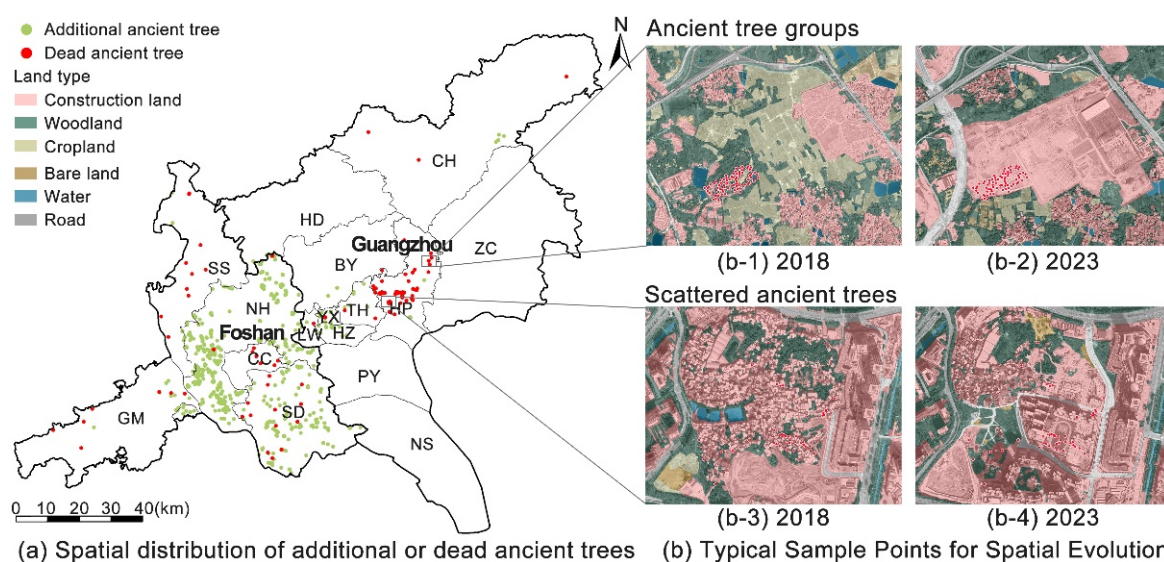 Additional ancient tree
Dead ancient tree
Land type
Construction land
Woodland
Cropland
Bare land
Water
Road
N
CH
HD
Guangzhou
ZC
BY
SS
NH
TH
HP
YX
LW
HZ
Foshan
CC
PY
GM
SD
NS
0 10 20 30 40(km)
(a) Spatial distribution of additional or dead ancient trees
Ancient tree groups
(b-1) 2018
(b-2) 2023
Scattered ancient trees
(b-3) 2018
(b-4) 2023
(b) Typical Sample Points for Spatial Evolution